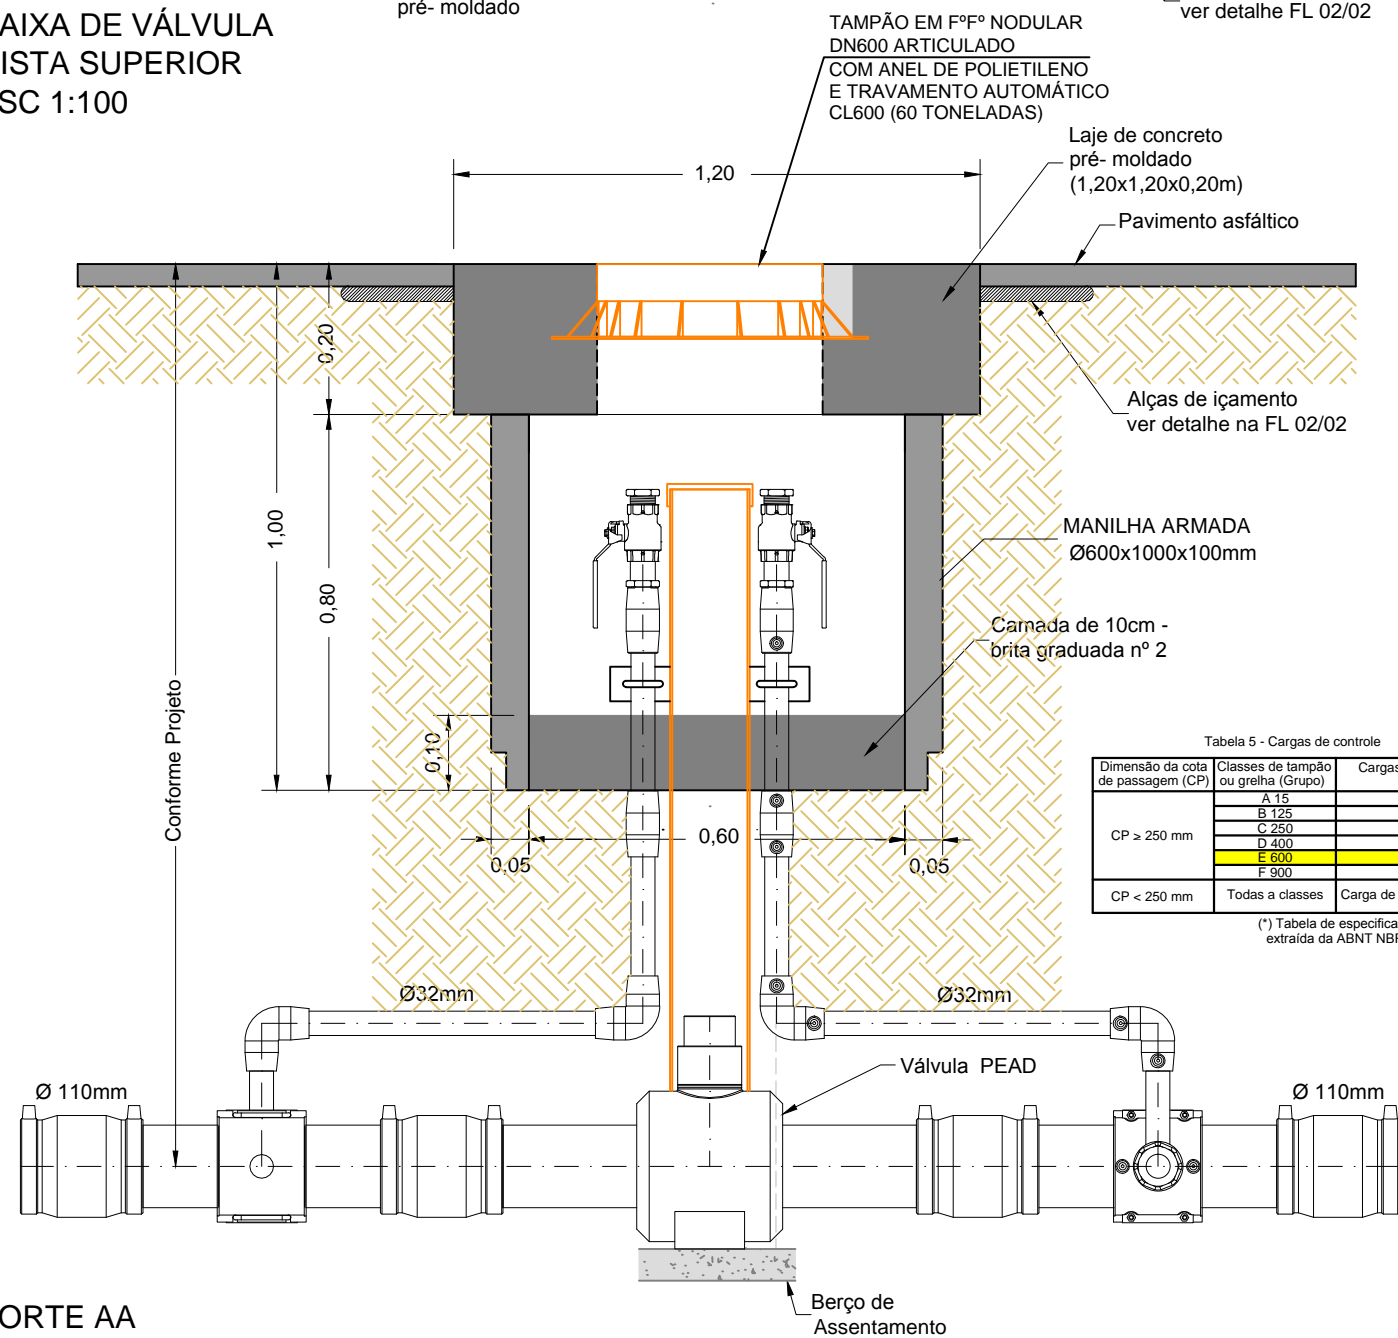 pré- moldado
ver detalhe FL 02/02
AIXA DE VÁLVULA
ISTA SUPERIOR
SC 1:100
TAMPÃO EM FºFº NODULAR
DN600 ARTICULADO
COM ANEL DE POLIETILENO
E TRAVAMENTO AUTOMÁTICO
CL600 (60 TONELADAS)
Laje de concreto
pré- moldado
(1,20x1,20x0,20m)
1,20
Pavimento asfáltico
0,20
Alças de içamento
ver detalhe na FL 02/02
1,00
0,80
MANILHA ARMADA
Ø600x1000x100mm
Camada de 10cm -
brita graduada nº 2
Conforme Projeto
0,10
0,60
0,05
0,05
Tabela 5 - Cargas de controle
Dimensão da cota
de passagem (CP)
Classes de tampão
ou grelha (Grupo)
Cargas
CP ≥ 250 mm
A 15
B 125
C 250
D 400
E 600
F 900
CP < 250 mm
Todas a classes
Carga de
(*) Tabela de especifica
extraída da ABNT NB
Ø32mm
Ø32mm
Válvula PEAD
Ø 110mm
Ø 110mm
Berço de
Assentamento
ORTE AA